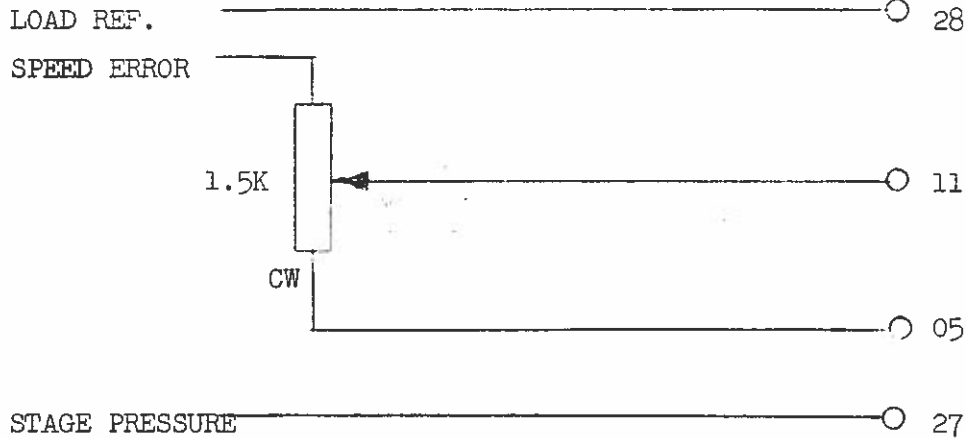 LOAD REF. 28
SPEED ERROR
1.5K 11
CW
05
STAGE PRESSURE 27